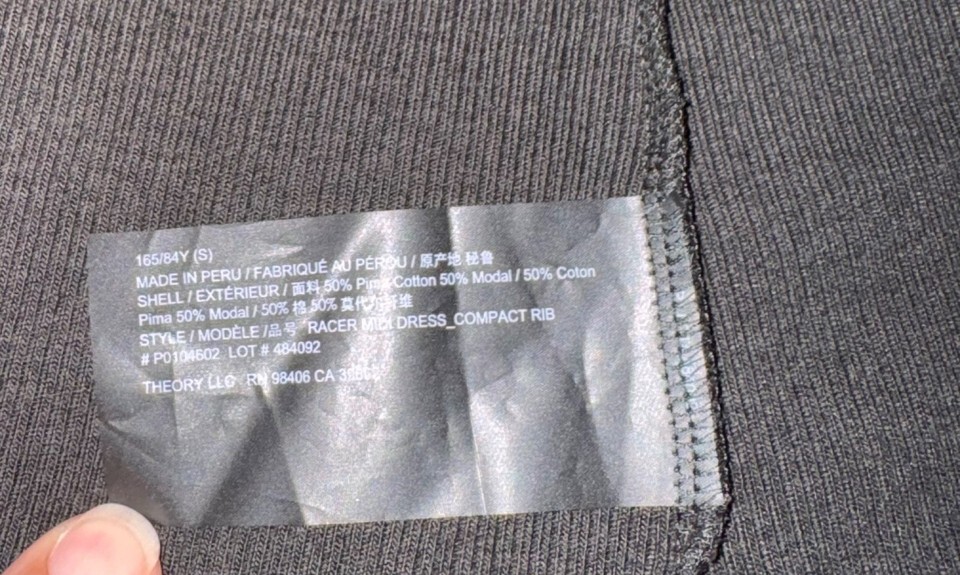 165/84Y (S)
MADE IN PERU / FABRIQUÉ AU PÉROU / 原产地 秘鲁
SHELL / EXTÉRIEUR / 面料 50% Pima Cotton 50% Modal / 50% Coton
Pima 50% Modal / 50% 棉 50% 莫代尔纤维
STYLE / MODÈLE /品号 RACER MIDI DRESS_COMPACT RIB
# P0104602 LOT # 484092
THEORY LLC RN 98406 CA